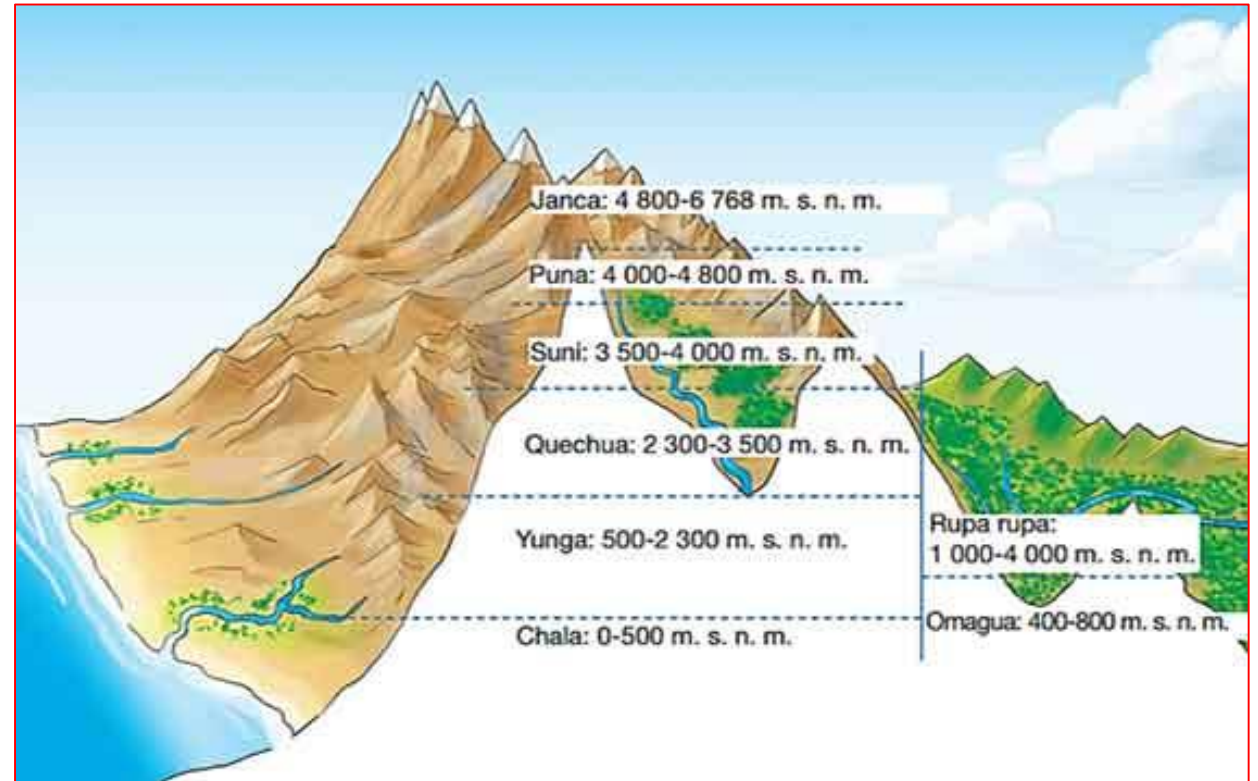 Janca: 4 800-6 768 m. s. n. m.
Puna: 4 000-4 800 m. s. n. m.
Suni: 3 500-4 000 m. s. n. m.
Quechua: 2 300-3 500 m. s. n. m.
Yunga: 500-2 300 m. s. n. m.
Chala: 0-500 m. s. n. m.
Rupa rupa:
1 000-4 000 m. s. n. m.
Omagua: 400-800 m. s. n. m.